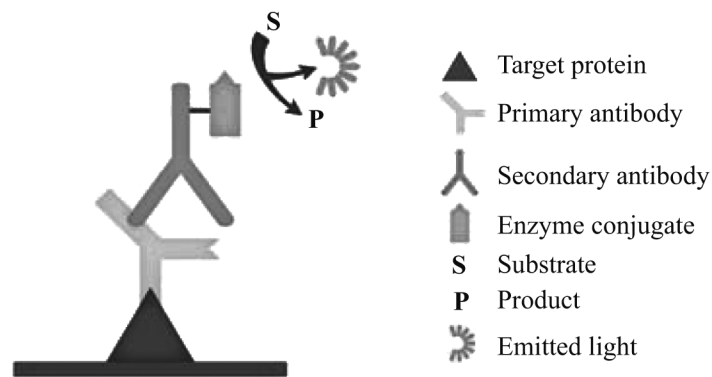 S
P
Target protein
Primary antibody
Secondary antibody
Enzyme conjugate
S Substrate
P Product
Emitted light